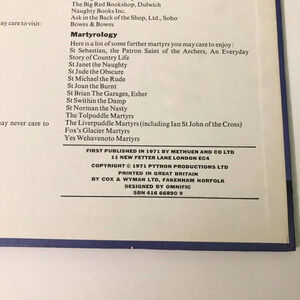 The Big Red Bookshop, Dulwich
Naughty Books Inc.
Ask in the Back of the Shop, Ltd., Soho
Bowes & Bowes
Martyrology
Here is a list of some further martyrs you may care to enjoy:
St Sebastian, the Patron Saint of the Archers, An Everyday
Story of Country Life
St Janet the Naughty
St Jude the Obscure
St Michael the Rude
St Joan the Burnt
St Brian The Garages, Esher
St Swithin the Damp
St Norman the Nasty
The Tolpuddle Martyrs
The Liverpuddle Martyrs (including Ian St John of the Cross)
Fox's Glacier Martyrs
Yes Wehavenoto Martyrs
to visit:
may never care to
FIRST PUBLISHED IN 1971 BY METHUEN AND CO LTD
11 NEW FETTER LANE LONDON EC4
COPYRIGHT © 1971 PYTHON PRODUCTIONS LTD
PRINTED IN GREAT BRITAIN
BY COX & WYMAN LTD, FAKENHAM NORFOLK
DESIGNED BY OMNIFIC
SBN 416 66890 9